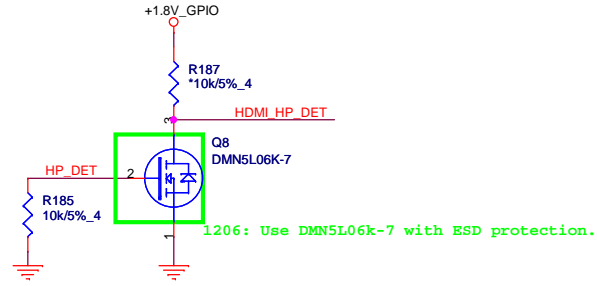 +1.8V_GPIO
R187
*10k/5%_4
3
HDMI_HP_DET
Q8
DMN5L06K-7
HP_DET
2
R185
10k/5%_4
1
1206: Use DMN5L06k-7 with ESD protection.